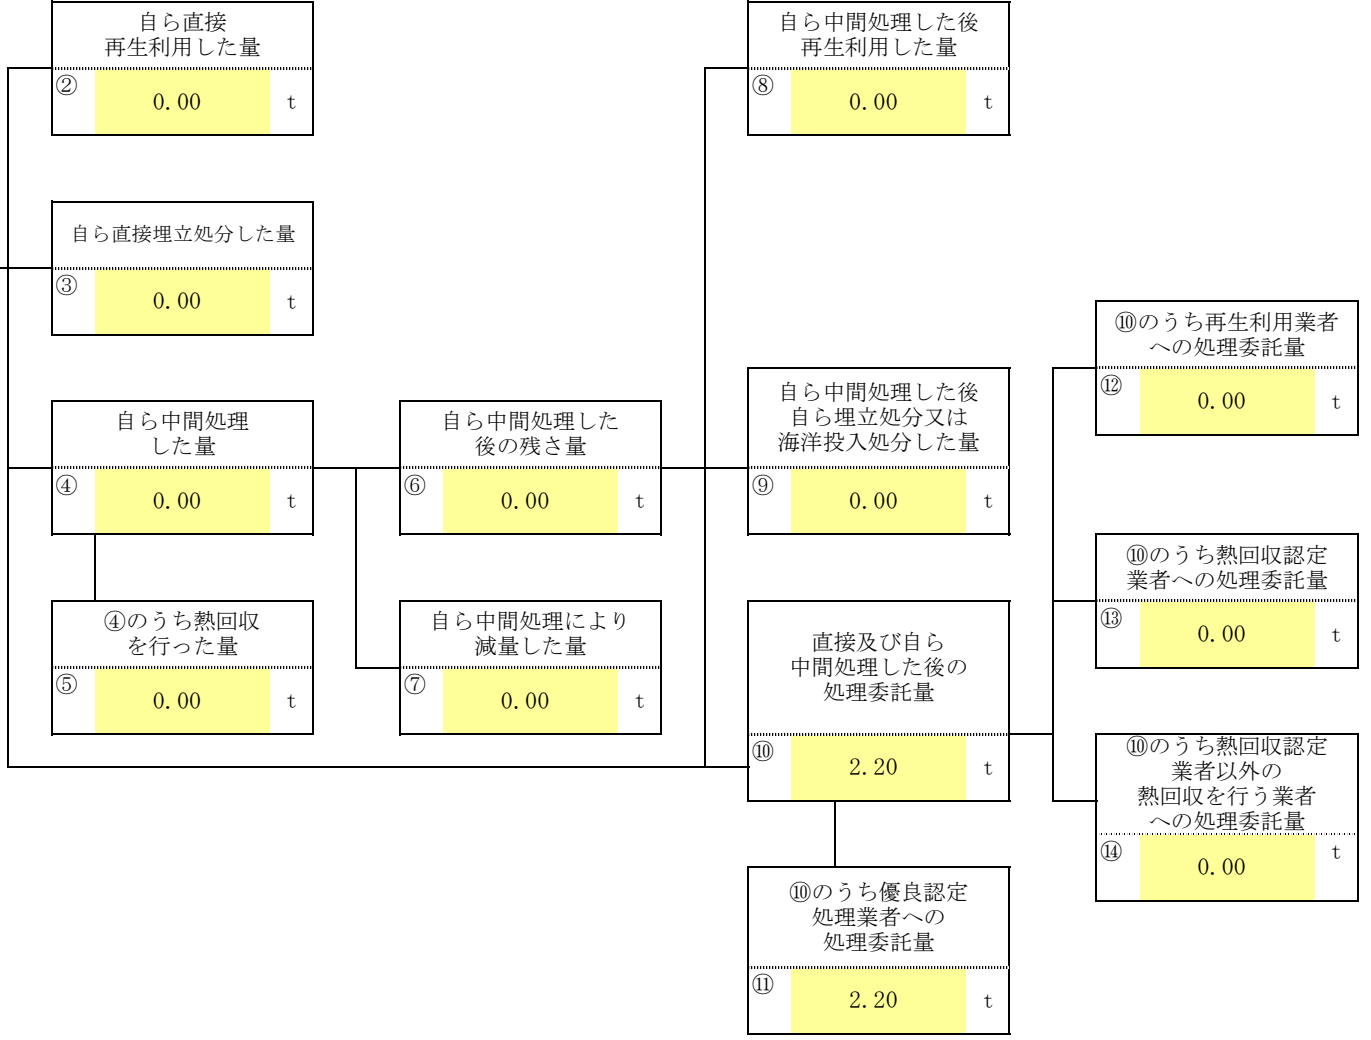 自ら直接
再生利用した量
② 0.00 t
自ら中間処理した後
再生利用した量
⑧ 0.00 t
自ら直接埋立処分した量
③ 0.00 t
⑩のうち再生利用業者
への処理委託量
⑫ 0.00 t
自ら中間処理
した量
④ 0.00 t
自ら中間処理した
後の残さ量
⑥ 0.00 t
自ら中間処理した後
自ら埋立処分又は
海洋投入処分した量
⑨ 0.00 t
⑩のうち熱回収認定
業者への処理委託量
⑬ 0.00 t
④のうち熱回収
を行った量
⑤ 0.00 t
自ら中間処理により
減量した量
⑦ 0.00 t
直接及び自ら
中間処理した後の
処理委託量
⑩ 2.20 t
⑩のうち熱回収認定
業者以外の
熱回収を行う業者
への処理委託量
⑭ 0.00 t
⑩のうち優良認定
処理業者への
処理委託量
⑪ 2.20 t